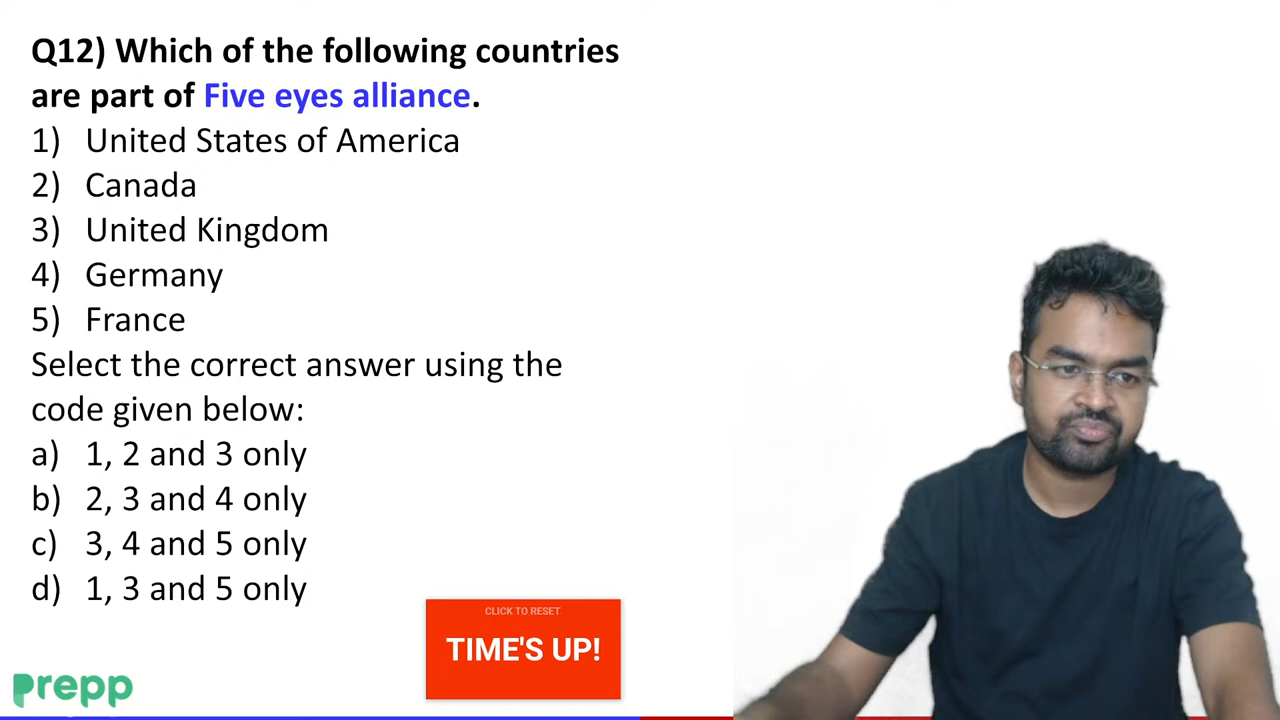 Q12) Which of the following countries
are part of Five eyes alliance.
1) United States of America
2) Canada
3) United Kingdom
4) Germany
5) France
Select the correct answer using the
code given below:
a) 1, 2 and 3 only
b) 2, 3 and 4 only
c) 3, 4 and 5 only
d) 1, 3 and 5 only
CLICK TO RESET
TIME'S UP!
prepp